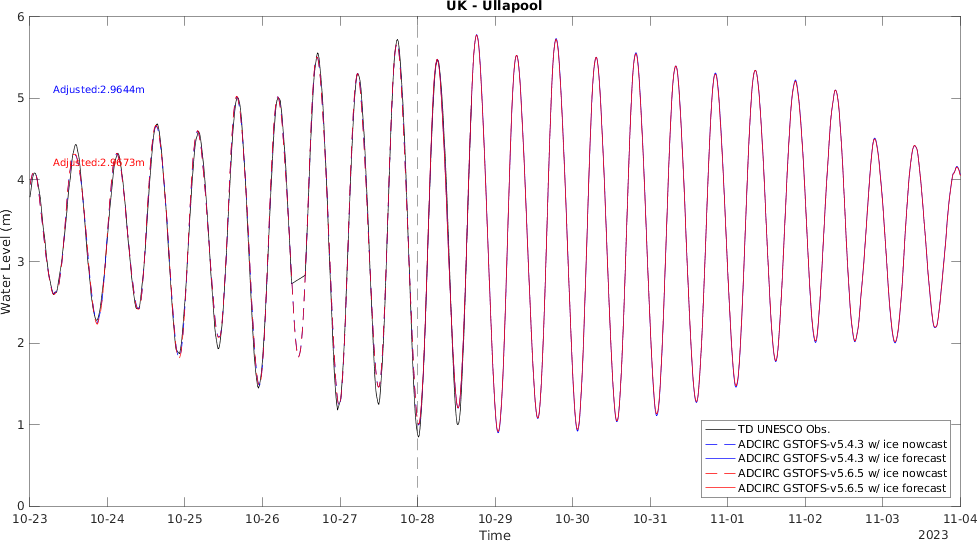 UK - Ullapool
6
5
4
3
2
1
0
Water Level (m)
Adjusted:2.9644m
Adjusted:2.9673m
TD UNESCO Obs.
ADCIRC GSTOFS-v5.4.3 w/ ice nowcast
ADCIRC GSTOFS-v5.4.3 w/ ice forecast
ADCIRC GSTOFS-v5.6.5 w/ ice nowcast
ADCIRC GSTOFS-v5.6.5 w/ ice forecast
10-23 10-24 10-25 10-26 10-27 10-28 10-29 10-30 10-31 11-01 11-02 11-03 11-04
Time
2023